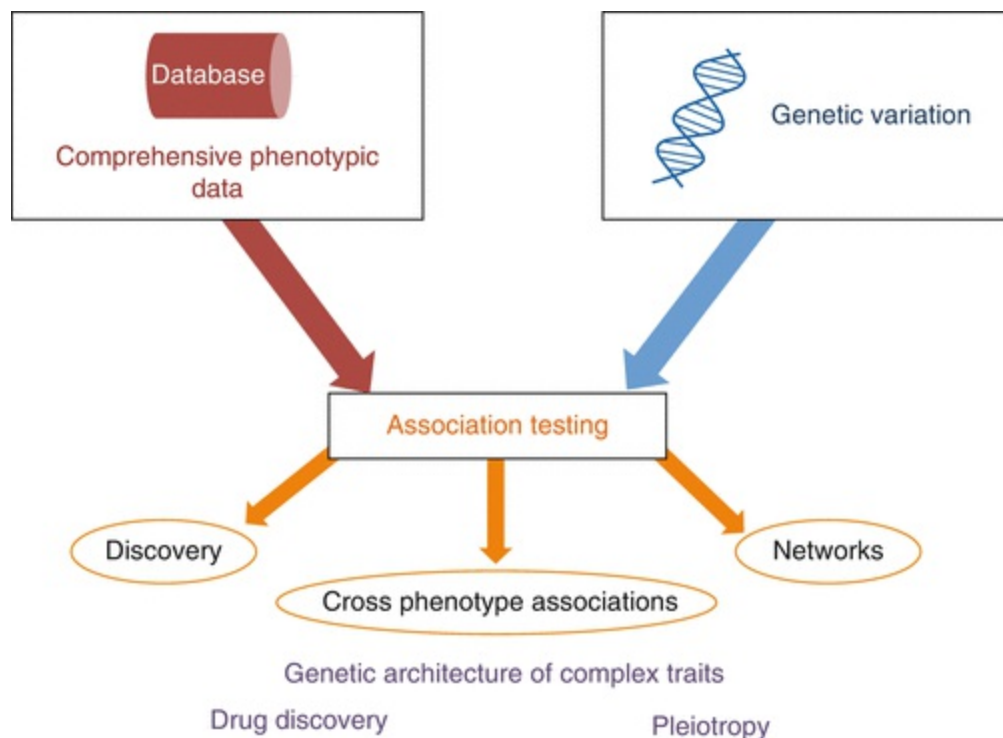 Database
Comprehensive phenotypic
data
Genetic variation
Association testing
Discovery
Networks
Cross phenotype associations
Genetic architecture of complex traits
Drug discovery
Pleiotropy